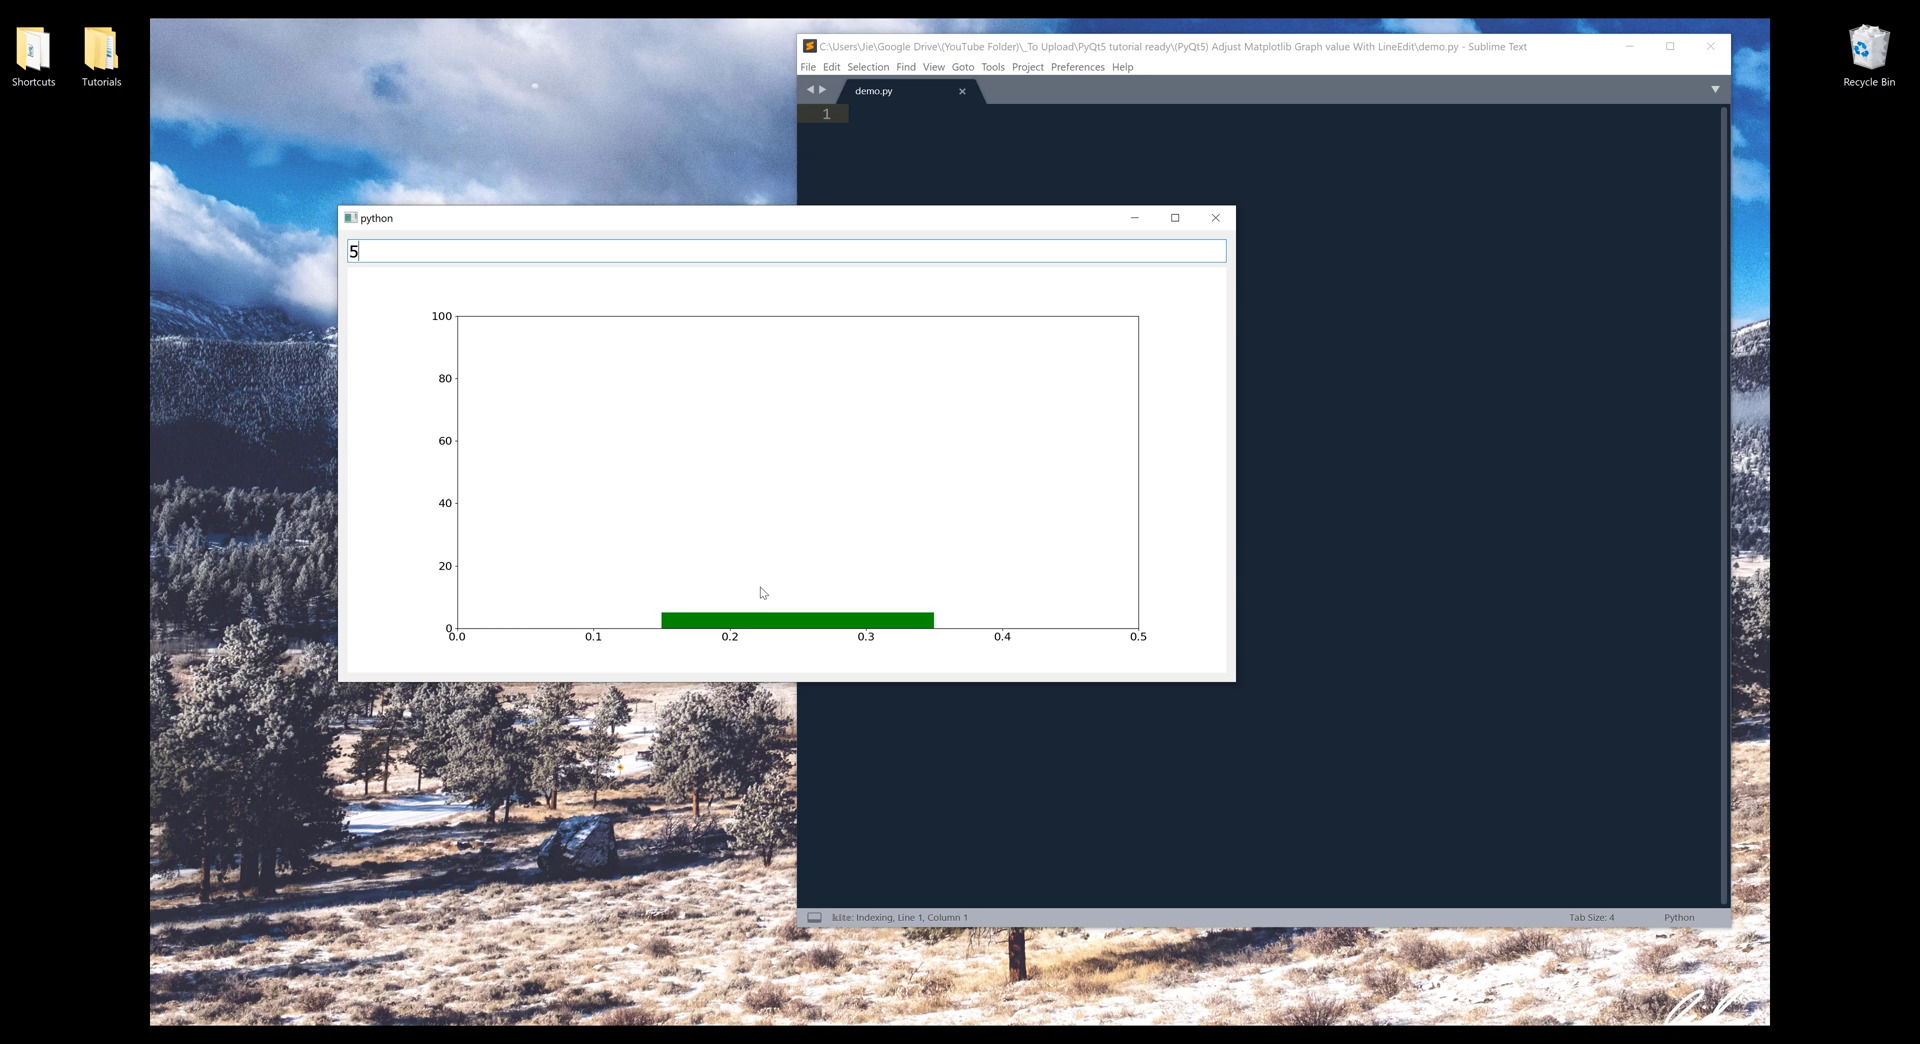 Shortcuts
Tutorials
Recycle Bin
C:\Users\Jie\Google Drive\(YouTube Folder)\_To Upload\PyQt5 tutorial ready\(PyQt5) Adjust Matplotlib Graph value With LineEdit\demo.py - Sublime Text
File Edit Selection Find View Goto Tools Project Preferences Help
demo.py
1
python
5
100
80
60
40
20
0
0.0 0.1 0.2 0.3 0.4 0.5
kite: Indexing, Line 1, Column 1
Tab Size: 4
Python